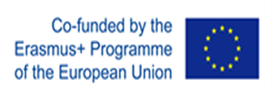 Co-funded by the
Erasmus+ Programme
of the European Union